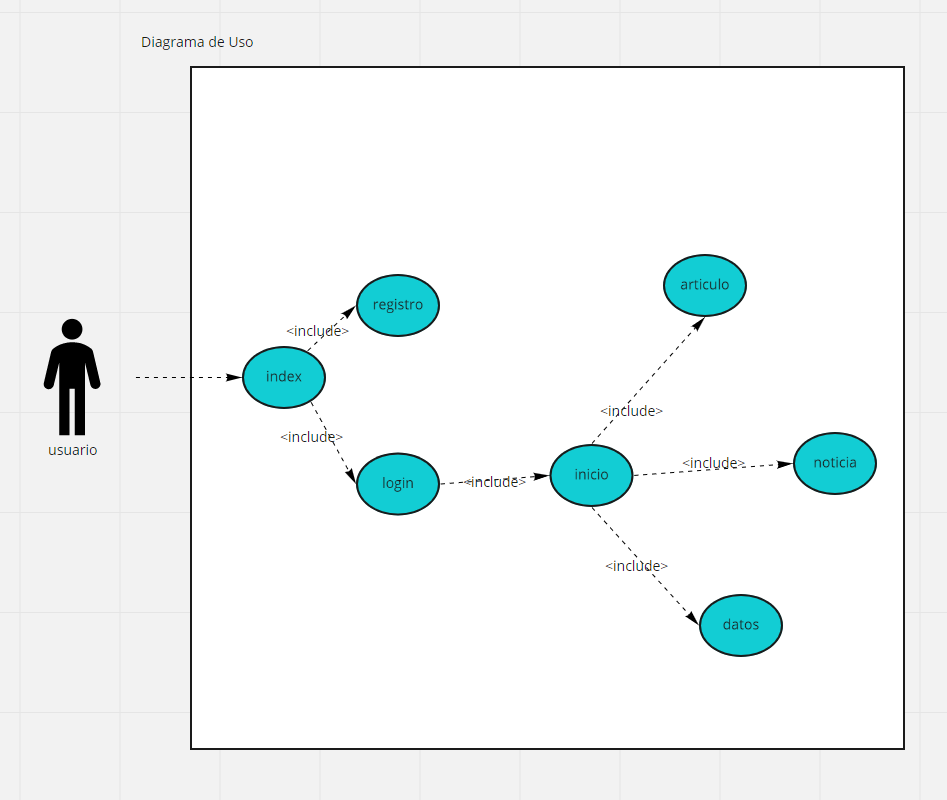 Diagrama de Uso
articulo
registro
<include>
index
usuario
<include>
<include>
login
<include>
inicio
<include>
noticia
<include>
datos